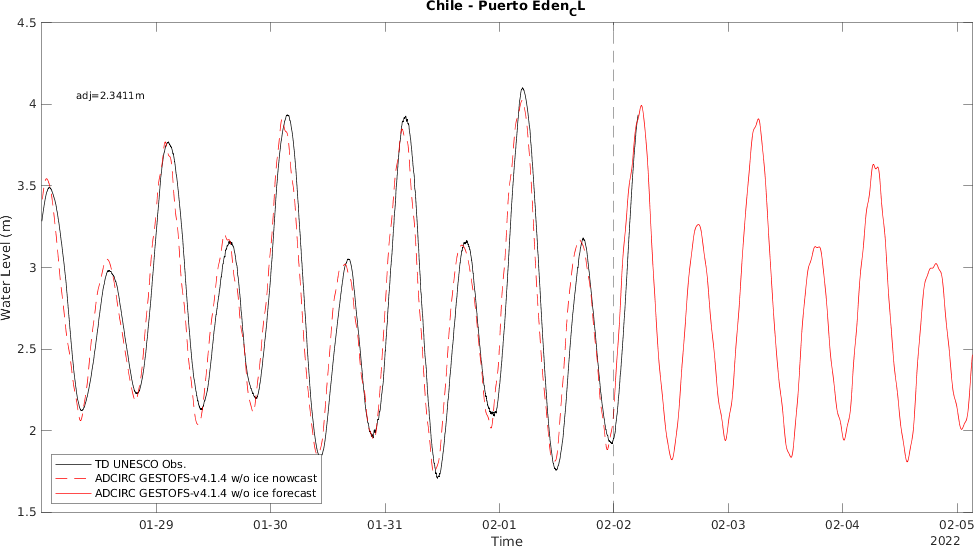 Chile - Puerto Eden_CL
adj=2.3411m
4.5
4
3.5
3
2.5
2
1.5
Water Level (m)
TD UNESCO Obs.
ADCIRC GESTOFS-v4.1.4 w/o ice nowcast
ADCIRC GESTOFS-v4.1.4 w/o ice forecast
01-29 01-30 01-31 02-01 02-02 02-03 02-04 02-05
Time
2022